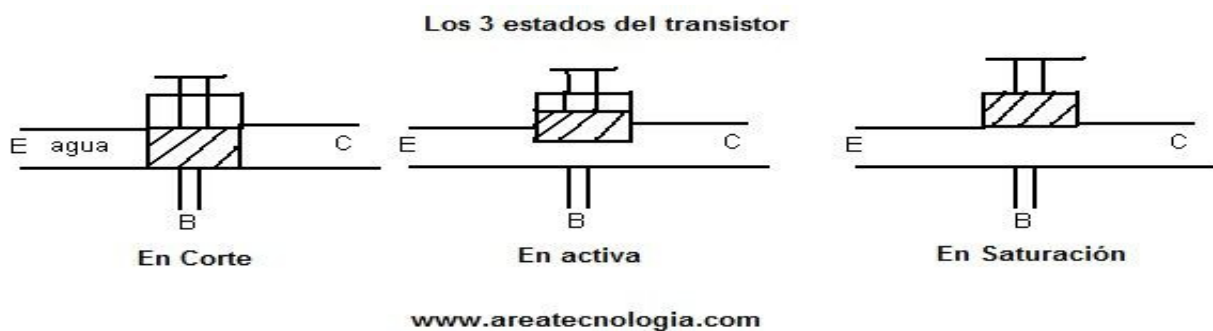 Los 3 estados del transistor
E agua C
B
En Corte
E C
B
En activa
E C
B
En Saturación
www.areatecnologia.com